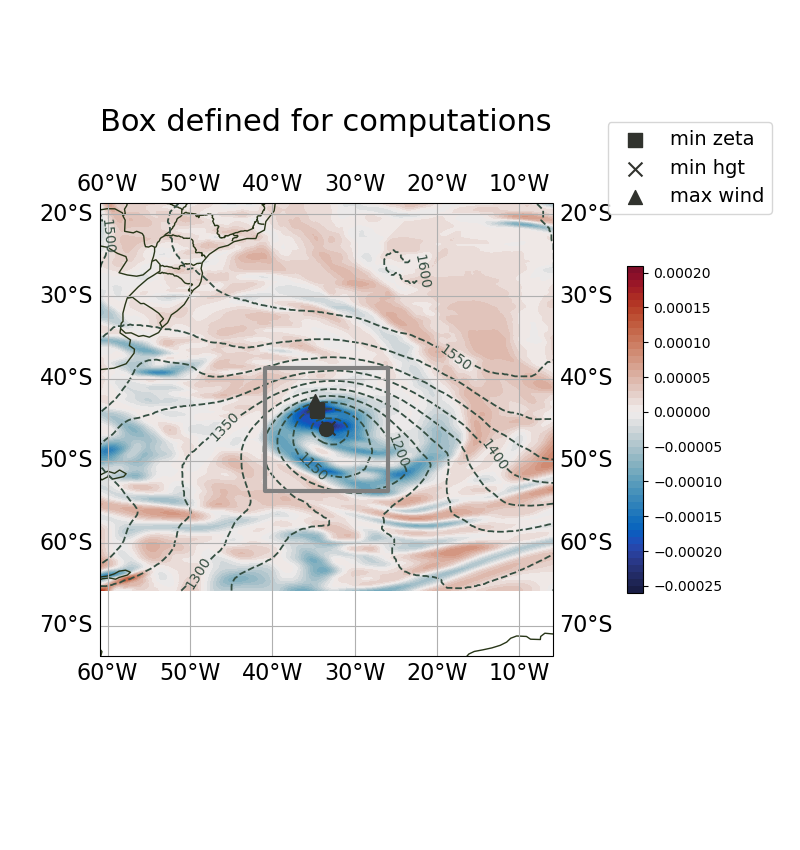 Box defined for computations
min zeta
min hgt
max wind
60°W 50°W 40°W 30°W 20°W 10°W
20°S 20°S
30°S 30°S
40°S 40°S
50°S 50°S
60°S 60°S
70°S 70°S
60°W 50°W 40°W 30°W 20°W 10°W
1500
1600
1550
1350
1200
1400
1150
1300
0.00020
0.00015
0.00010
0.00005
0.00000
−0.00005
−0.00010
−0.00015
−0.00020
−0.00025